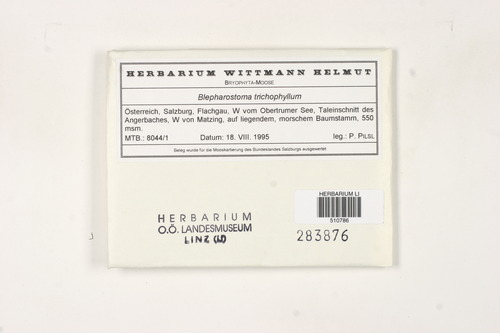 HERBARIUM WITTMANN HELMUT
BRYOPHYTA-MOOSE
Blepharostoma trichophyllum
Österreich, Salzburg, Flachgau, W vom Obertrumer See, Taleinschnitt des
Angerbaches, W von Matzing, auf liegendem, morschem Baumstamm, 550
msm.
MTB.: 8044/1 Datum: 18. VIII. 1995 leg.: P. PILSL
Beleg wurde für die Mooskartierung des Bundeslandes Salzburgs ausgewertet
HERBARIUM LI
510786
HERBARIUM
O.Ö. LANDESMUSEUM
LINZ (LI)
283876